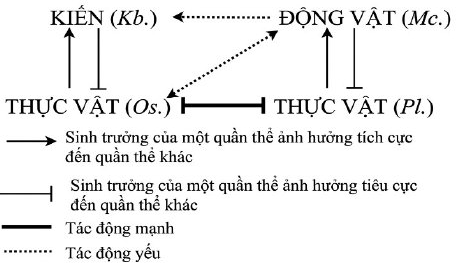 KIẾN (Kb.) ĐỘNG VẬT (Mc.)
THỰC VẬT (Os.) THỰC VẬT (Pl.)
Sinh trưởng của một quần thể ảnh hưởng tích cực
đến quần thể khác
Sinh trưởng của một quần thể ảnh hưởng tiêu cực
đến quần thể khác
Tác động mạnh
Tác động yếu